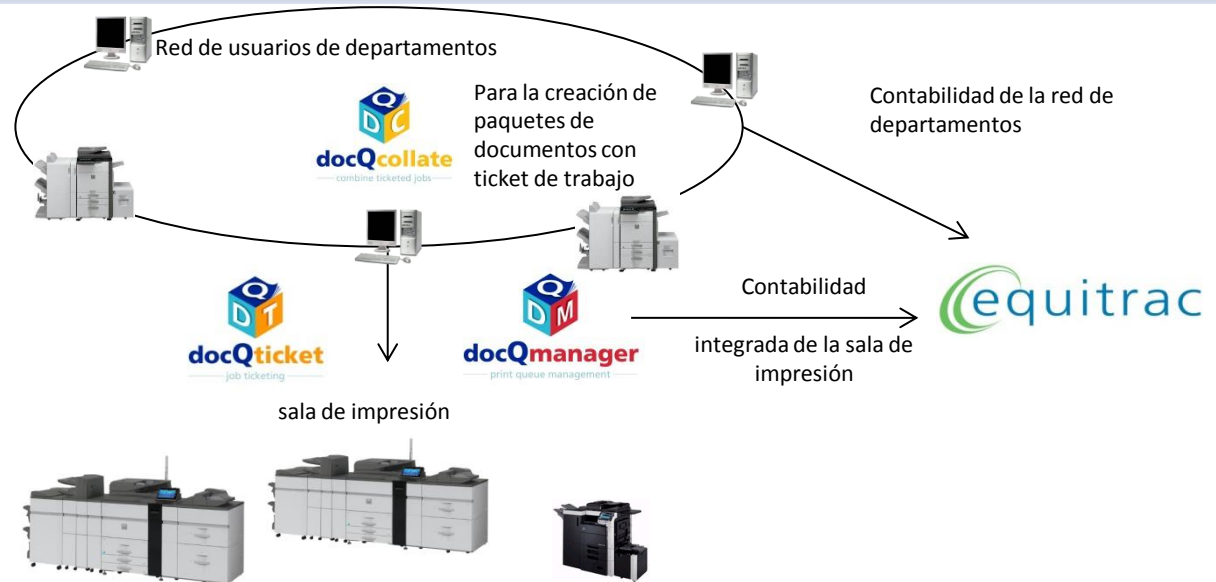 Red de usuarios de departamentos
Para la creación de
paquetes de
documentos con
ticket de trabajo
Contabilidad de la red de
departamentos
Q
D C
docQcollate
combine ticketed jobs
Q
D T
docQticket
job ticketing
Q
D M
docQmanager
print queue management
Contabilidad
integrada de la sala de
impresión
equitrac
sala de impresión